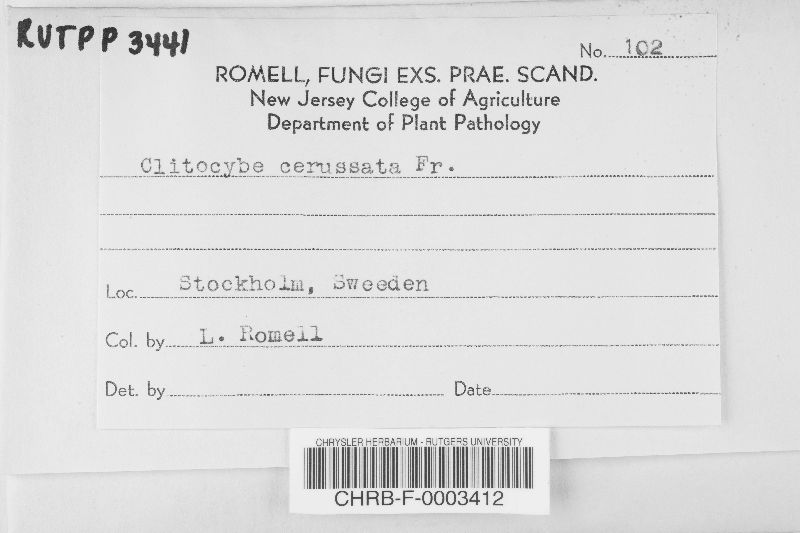 RUTPP 3441
No. 102
ROMELL, FUNGI EXS. PRAE. SCAND.
New Jersey College of Agriculture
Department of Plant Pathology
Clitocybe cerussata Fr.
Loc. Stockholm, Sweeden
Col. by L. Romell
Det. by Date
CHRYSLER HERBARIUM - RUTGERS UNIVERSITY
CHRB-F-0003412